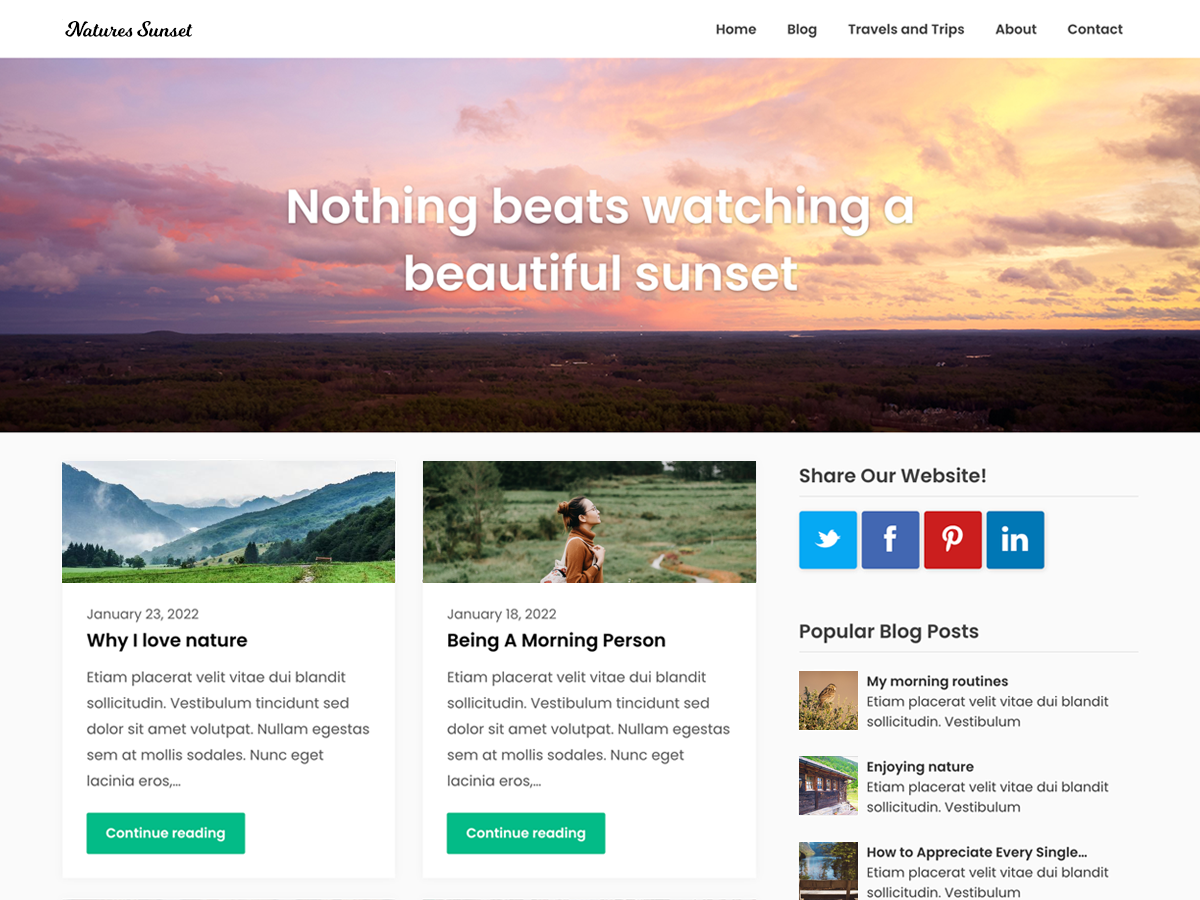 Natures Sunset
Home Blog Travels and Trips About Contact
Nothing beats watching a
beautiful sunset
January 23, 2022
Why I love nature
Etiam placerat velit vitae dui blandit
sollicitudin. Vestibulum tincidunt sed
dolor sit amet volutpat. Nullam egestas
sem at mollis sodales. Nunc eget
lacinia eros,...
Continue reading
January 18, 2022
Being A Morning Person
Etiam placerat velit vitae dui blandit
sollicitudin. Vestibulum tincidunt sed
dolor sit amet volutpat. Nullam egestas
sem at mollis sodales. Nunc eget
lacinia eros,...
Continue reading
Share Our Website!
Popular Blog Posts
My morning routines
Etiam placerat velit vitae dui blandit
sollicitudin. Vestibulum
Enjoying nature
Etiam placerat velit vitae dui blandit
sollicitudin. Vestibulum
How to Appreciate Every Single...
Etiam placerat velit vitae dui blandit
sollicitudin. Vestibulum